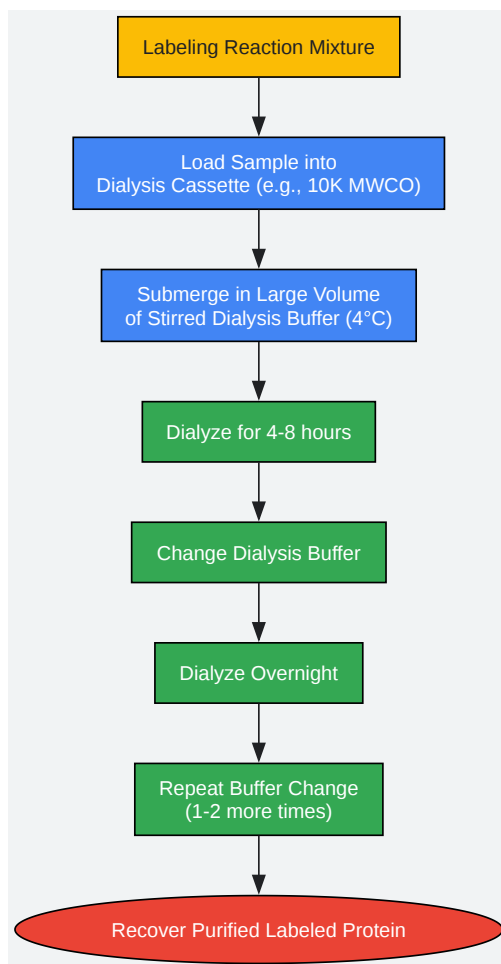 Labeling Reaction Mixture
Load Sample into
Dialysis Cassette (e.g., 10K MWCO)
Submerge in Large Volume
of Stirred Dialysis Buffer (4°C)
Dialyze for 4-8 hours
Change Dialysis Buffer
Dialyze Overnight
Repeat Buffer Change
(1-2 more times)
Recover Purified Labeled Protein